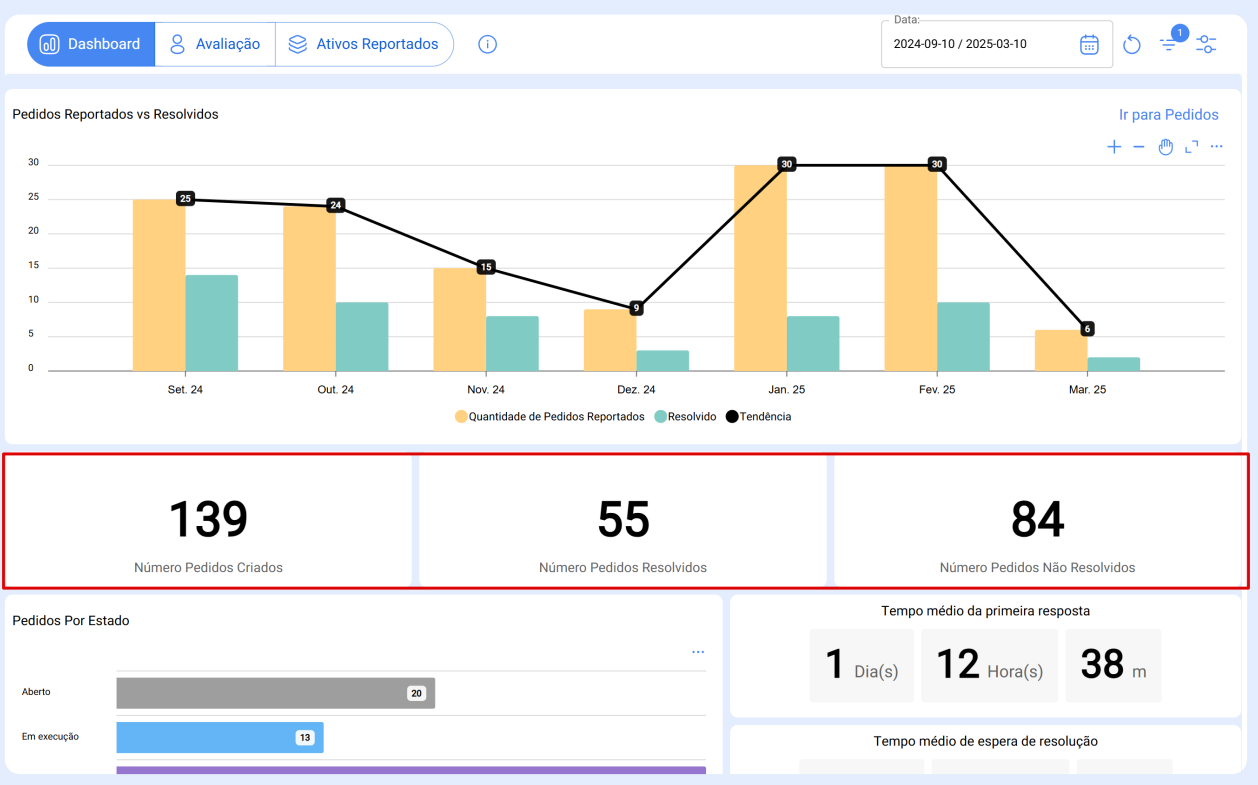 Dashboard
Avaliação
Ativos Reportados
Data:
2024-09-10 / 2025-03-10
1
Pedidos Reportados vs Resolvidos
Ir para Pedidos
30
25
20
15
10
5
0
25
24
15
9
30
30
6
Set. 24
Out. 24
Nov. 24
Dez. 24
Jan. 25
Fev. 25
Mar. 25
Quantidade de Pedidos Reportados
Resolvido
Tendência
139
Número Pedidos Criados
55
Número Pedidos Resolvidos
84
Número Pedidos Não Resolvidos
Pedidos Por Estado
Aberto
20
Em execução
13
Tempo médio da primeira resposta
1 Dia(s)
12 Hora(s)
38 m
Tempo médio de espera de resolução